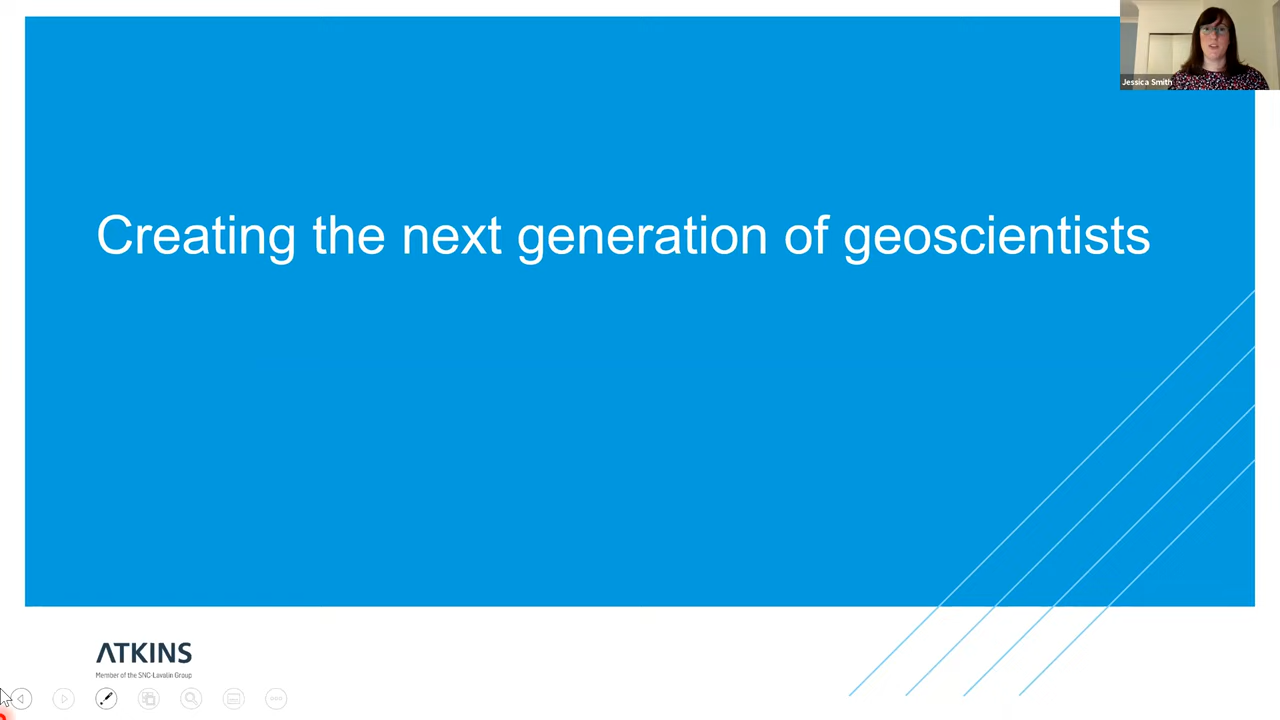 Jessica Smith
Creating the next generation of geoscientists
ATKINS
Member of the SNC-Lavalin Group